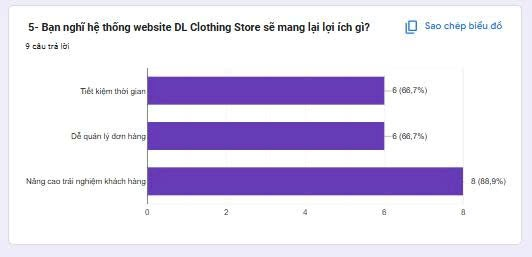 5- Bạn nghĩ hệ thống website DL Clothing Store sẽ mang lại lợi ích gì?
Sao chép biểu đồ
9 câu trả lời
Tiết kiệm thời gian
6 (66,7%)
Dễ quản lý đơn hàng
6 (66,7%)
Nâng cao trải nghiệm khách hàng
8 (88,9%)
0 2 4 6 8